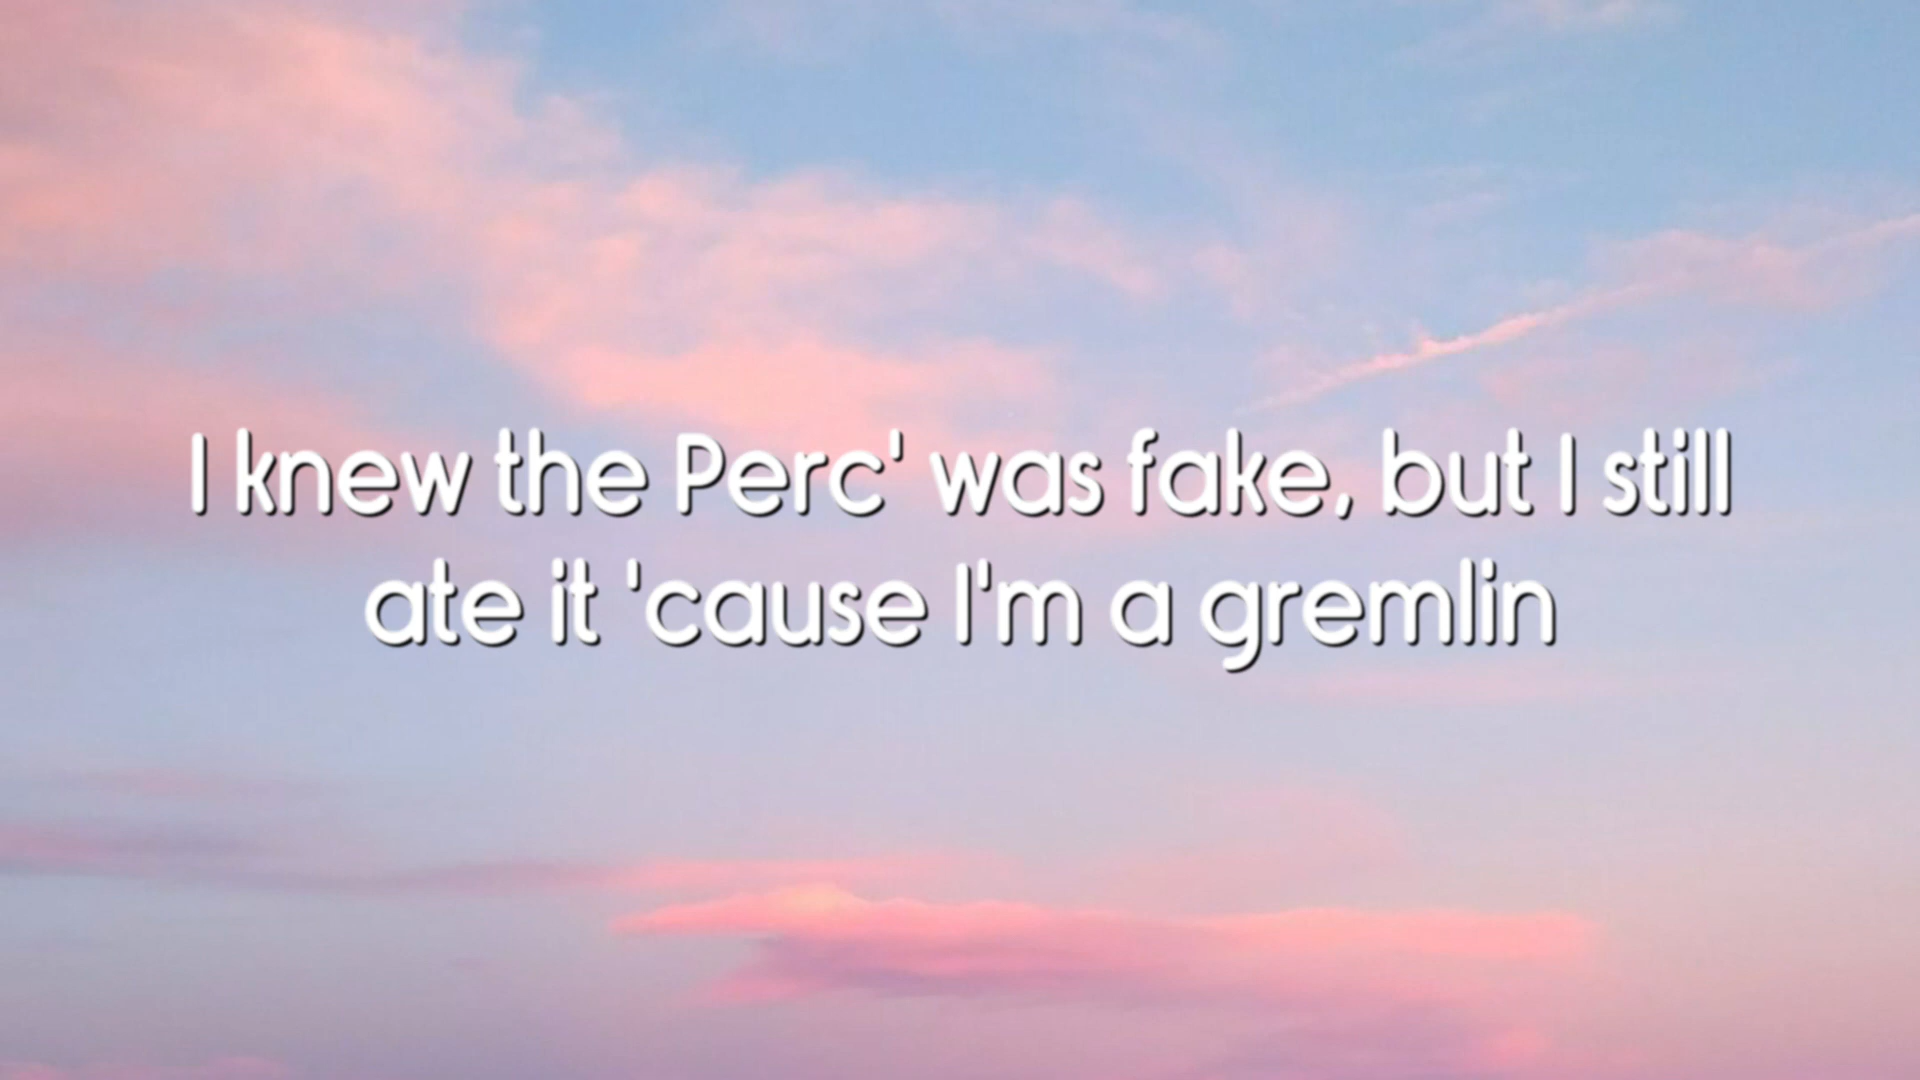 I knew the Perc' was fake, but I still
ate it 'cause I'm a gremlin